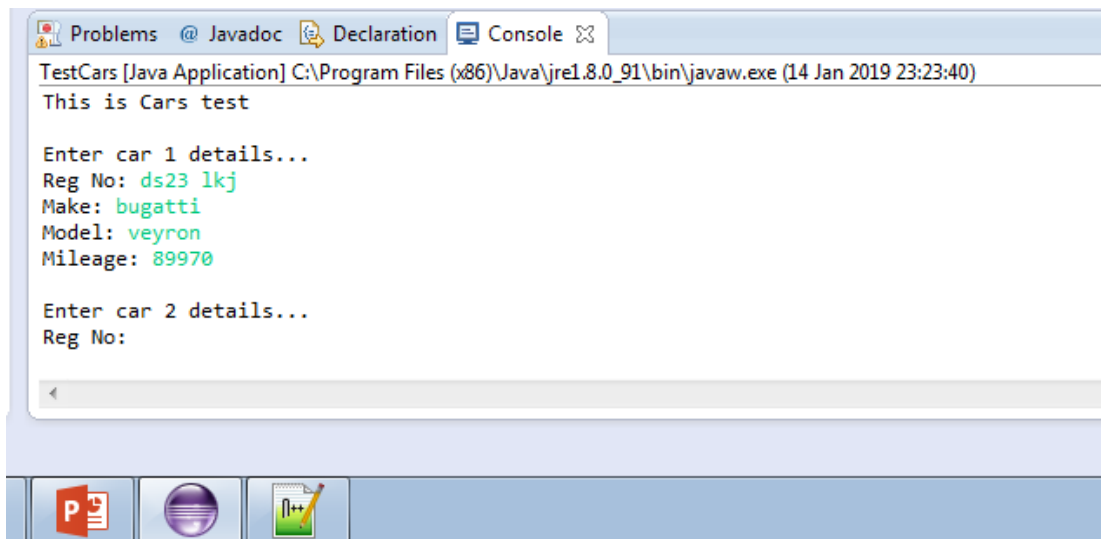 Problems @ Javadoc Declaration Console
TestCars [Java Application] C:\Program Files (x86)\Java\jre1.8.0_91\bin\javaw.exe (14 Jan 2019 23:23:40)
This is Cars test
Enter car 1 details...
Reg No: ds23 lkj
Make: bugatti
Model: veyron
Mileage: 89970
Enter car 2 details...
Reg No:
P
n++